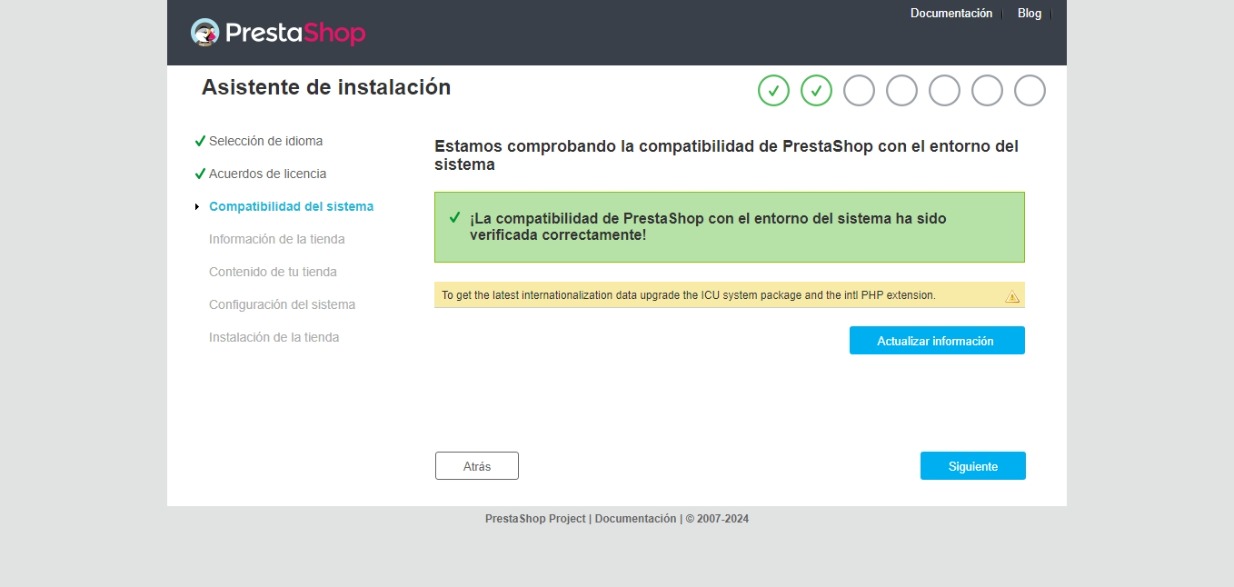 Documentación
Blog
PrestaShop
Asistente de instalación
Selección de idioma
Acuerdos de licencia
Compatibilidad del sistema
Información de la tienda
Contenido de tu tienda
Configuración del sistema
Instalación de la tienda
Estamos comprobando la compatibilidad de PrestaShop con el entorno del
sistema
¡La compatibilidad de PrestaShop con el entorno del sistema ha sido
verificada correctamente!
To get the latest internationalization data upgrade the ICU system package and the intl PHP extension.
Actualizar información
Atrás
Siguiente
PrestaShop Project | Documentación | © 2007-2024